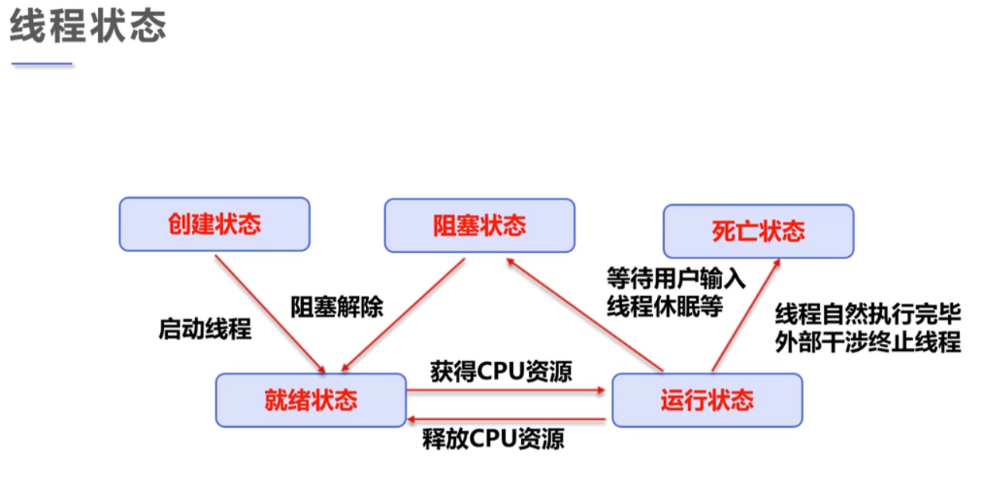 线程状态
创建状态
阻塞状态
死亡状态
等待用户输入
线程休眠等
阻塞解除
启动线程
线程自然执行完毕
外部干涉终止线程
获得CPU资源
就绪状态
运行状态
释放CPU资源